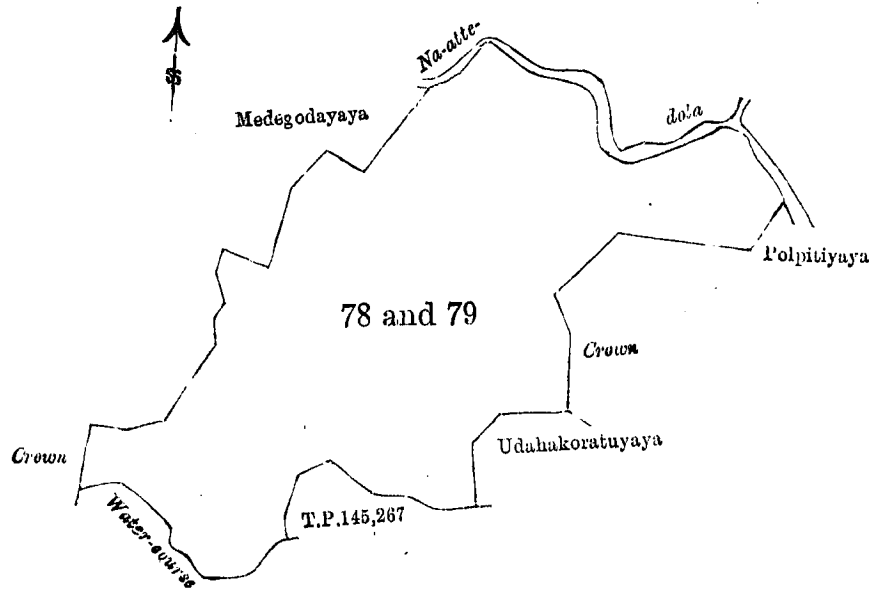 Na-atte-
dola
Medegodayaya
Polpitiyaya
78 and 79
Crown
Udahakoratuyaya
Crown
T.P.145,267
Water-course